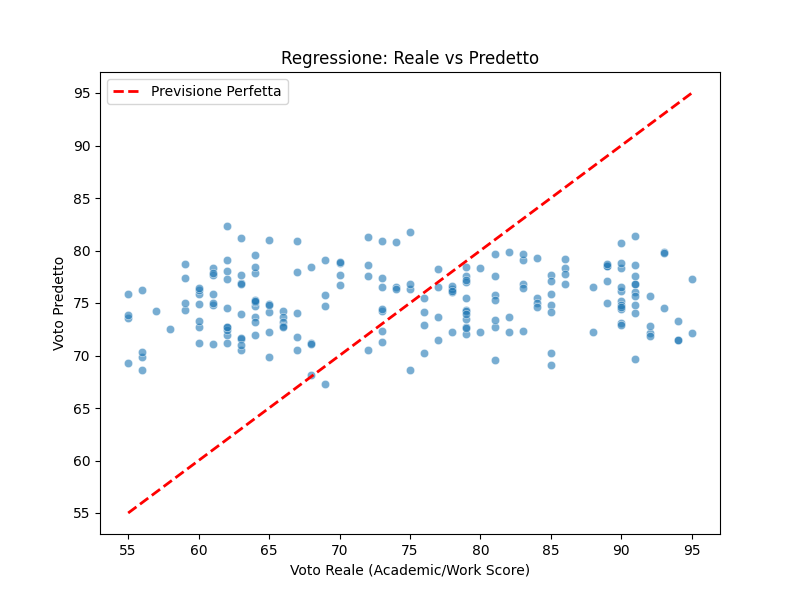 Regressione: Reale vs Predetto
Previsione Perfetta
Voto Predetto
95
90
85
80
75
70
65
60
55
55 60 65 70 75 80 85 90 95
Voto Reale (Academic/Work Score)